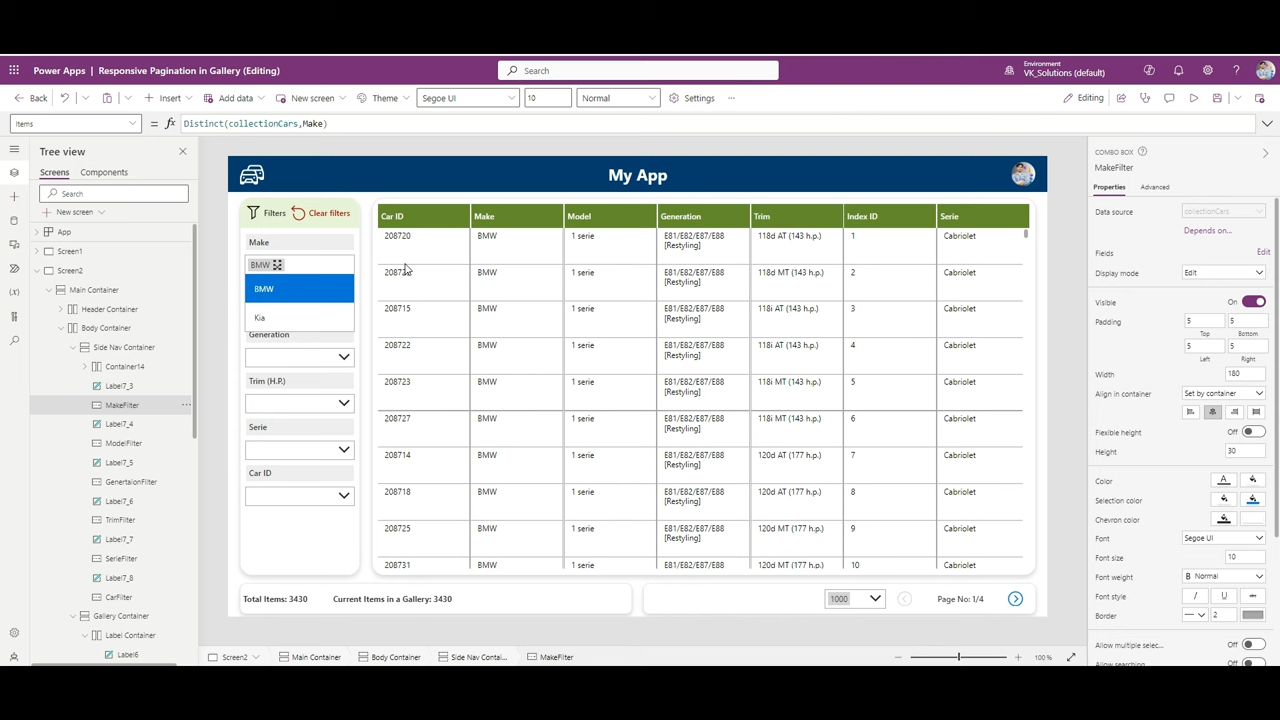 Power Apps | Responsive Pagination in Gallery (Editing)
Search
Environment
VK_Solutions (default)
Back
Insert
Add data
New screen
Theme
Segoe UI
10
Normal
Settings
Editing
Items
= fx Distinct(collectionCars,Make)
Tree view
Screens
Components
Search
New screen
App
Screen1
Screen2
Main Container
Header Container
Body Container
Side Nav Container
Container14
Label7_3
MakeFilter
Label7_4
ModelFilter
Label7_5
GenertaionFilter
Label7_6
TrimFilter
Label7_7
SerieFilter
Label7_8
CarFilter
Gallery Container
Label Container
Label6
My App
Filters
Clear filters
Make
BMW
BMW
Kia
Generation
Trim (H.P.)
Serie
Car ID
Car ID Make Model Generation Trim Index ID Serie
208720 BMW 1 serie E81/E82/E87/E88 118d AT (143 h.p.) 1 Cabriolet
[Restyling]
BMW 1 serie E81/E82/E87/E88 118d MT (143 h.p.) 2 Cabriolet
[Restyling]
208715 BMW 1 serie E81/E82/E87/E88 118i AT (143 h.p.) 3 Cabriolet
[Restyling]
208722 BMW 1 serie E81/E82/E87/E88 118i AT (143 h.p.) 4 Cabriolet
[Restyling]
208723 BMW 1 serie E81/E82/E87/E88 118i MT (143 h.p.) 5 Cabriolet
[Restyling]
208727 BMW 1 serie E81/E82/E87/E88 118i MT (143 h.p.) 6 Cabriolet
[Restyling]
208714 BMW 1 serie E81/E82/E87/E88 120d AT (177 h.p.) 7 Cabriolet
[Restyling]
208718 BMW 1 serie E81/E82/E87/E88 120d AT (177 h.p.) 8 Cabriolet
[Restyling]
208725 BMW 1 serie E81/E82/E87/E88 120d MT (177 h.p.) 9 Cabriolet
[Restyling]
208731 BMW 1 serie E81/E82/E87/E88 120d MT (177 h.p.) 10 Cabriolet
Total Items: 3430
Current Items in a Gallery: 3430
1000
Page No: 1/4
Screen2
Main Container
Body Container
Side Nav Contai...
MakeFilter
100 %
COMBO BOX
MakeFilter
Properties
Advanced
Data source
collectionCars
Depends on...
Fields
Edit
Display mode
Edit
Visible
On
Padding
5
5
Top
Bottom
5
5
Left
Right
Width
180
Align in container
Set by container
Flexible height
Off
Height
30
Color
Selection color
Chevron color
Font
Segoe UI
Font size
10
Font weight
B Normal
Font style
Border
2
Allow multiple selec...
Off
Allow searching